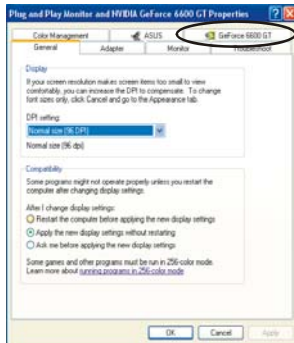 Plug and Play Monitor and NVIDIA GeForce 6600 GT Properties
Color Management
ASUS
GeForce 6600 GT
General
Adapter
Monitor
Troubleshoot
Display
If your screen resolution makes screen items too small to view
comfortably, you can increase the DPI to compensate. To change
font sizes only, click Cancel and go to the Appearance tab.
DPI setting:
Normal size (96 DPI)
Normal size (96 dpi)
Compatibility
Some programs might not operate properly unless you restart the
computer after changing display settings.
After I change display settings:
Restart the computer before applying the new display settings
Apply the new display settings without restarting
Ask me before applying the new display settings
Some games and other programs must be run in 256-color mode.
Learn more about running programs in 256-color mode.
OK
Cancel
Apply